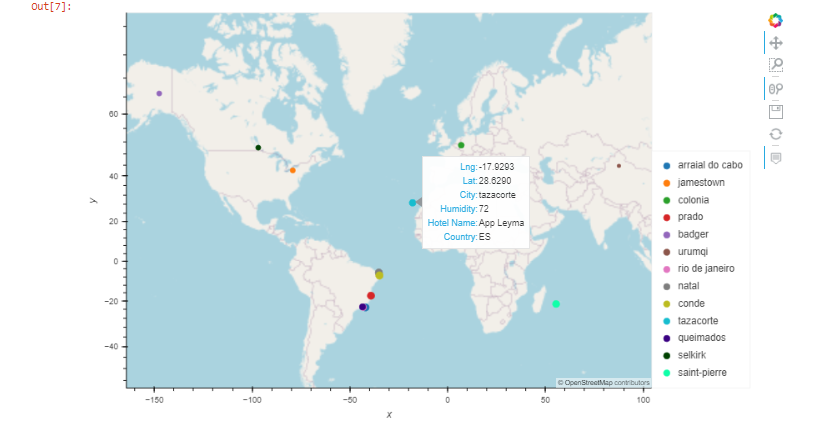 Out[7]:
60
40
20
0
−20
−40
y
−150
−100
−50
0
50
100
x
Lng: -17.9293
Lat: 28.6290
City: tazacorte
Humidity: 72
Hotel Name: App Leyma
Country: ES
© OpenStreetMap contributors
arraial do cabo
jamestown
colonia
prado
badger
urumqi
rio de janeiro
natal
conde
tazacorte
queimados
selkirk
saint-pierre